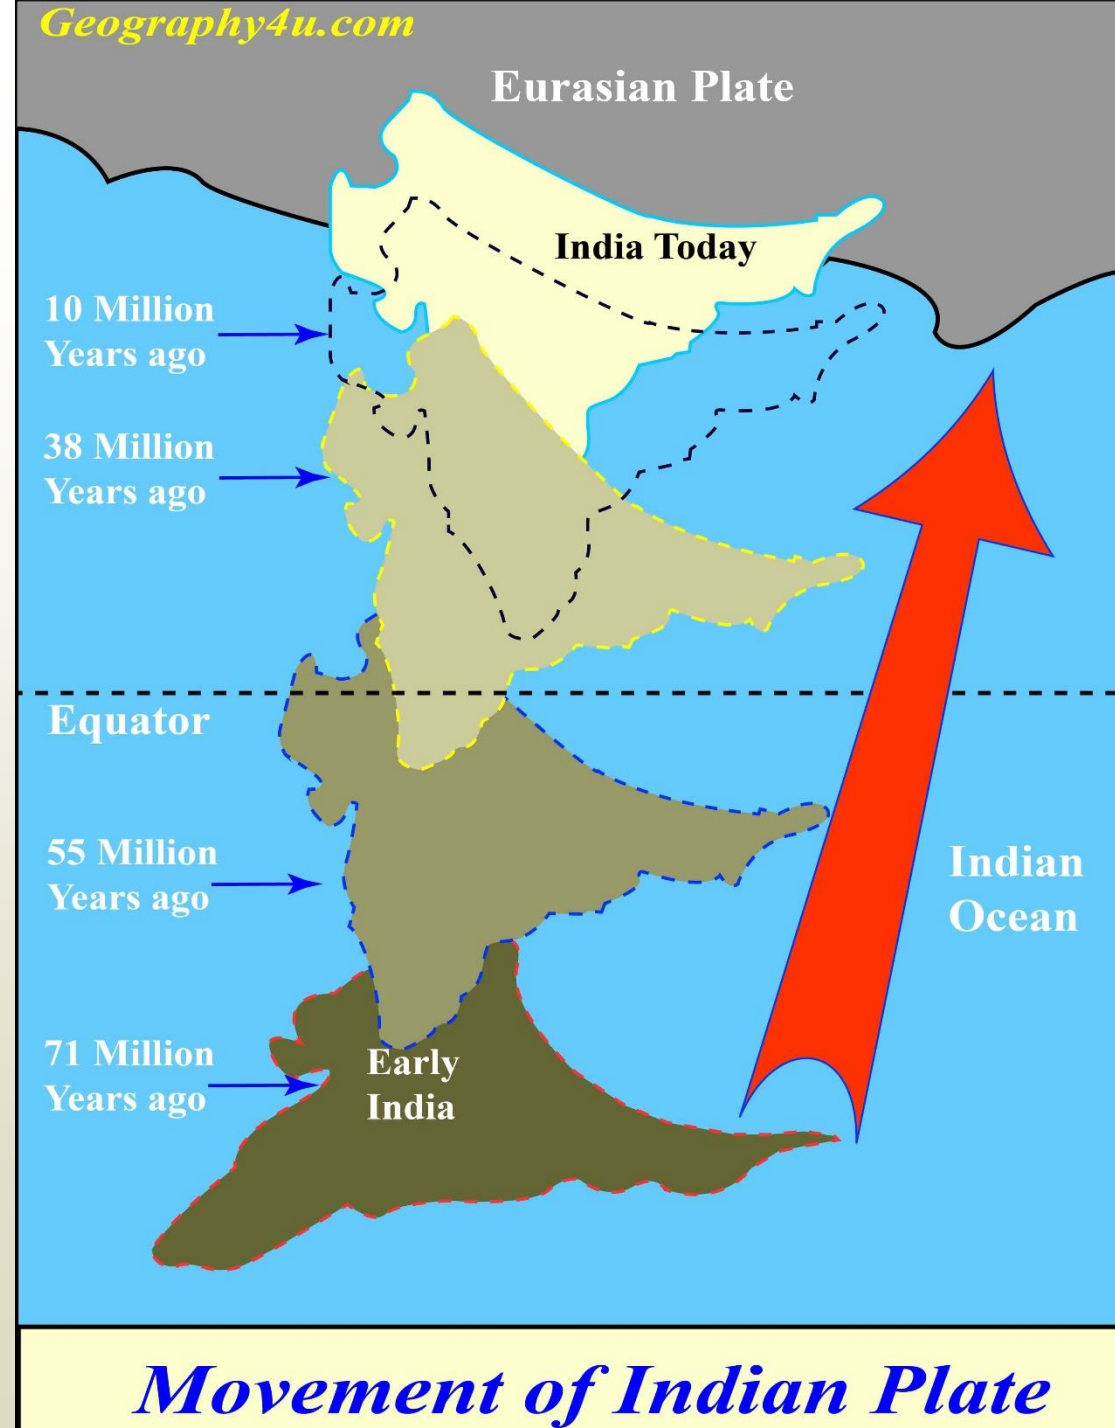 Geography4u.com
Eurasian Plate
India Today
10 Million
Years ago
38 Million
Years ago
Equator
55 Million
Years ago
Indian
Ocean
71 Million
Years ago
Early
India
Movement of Indian Plate